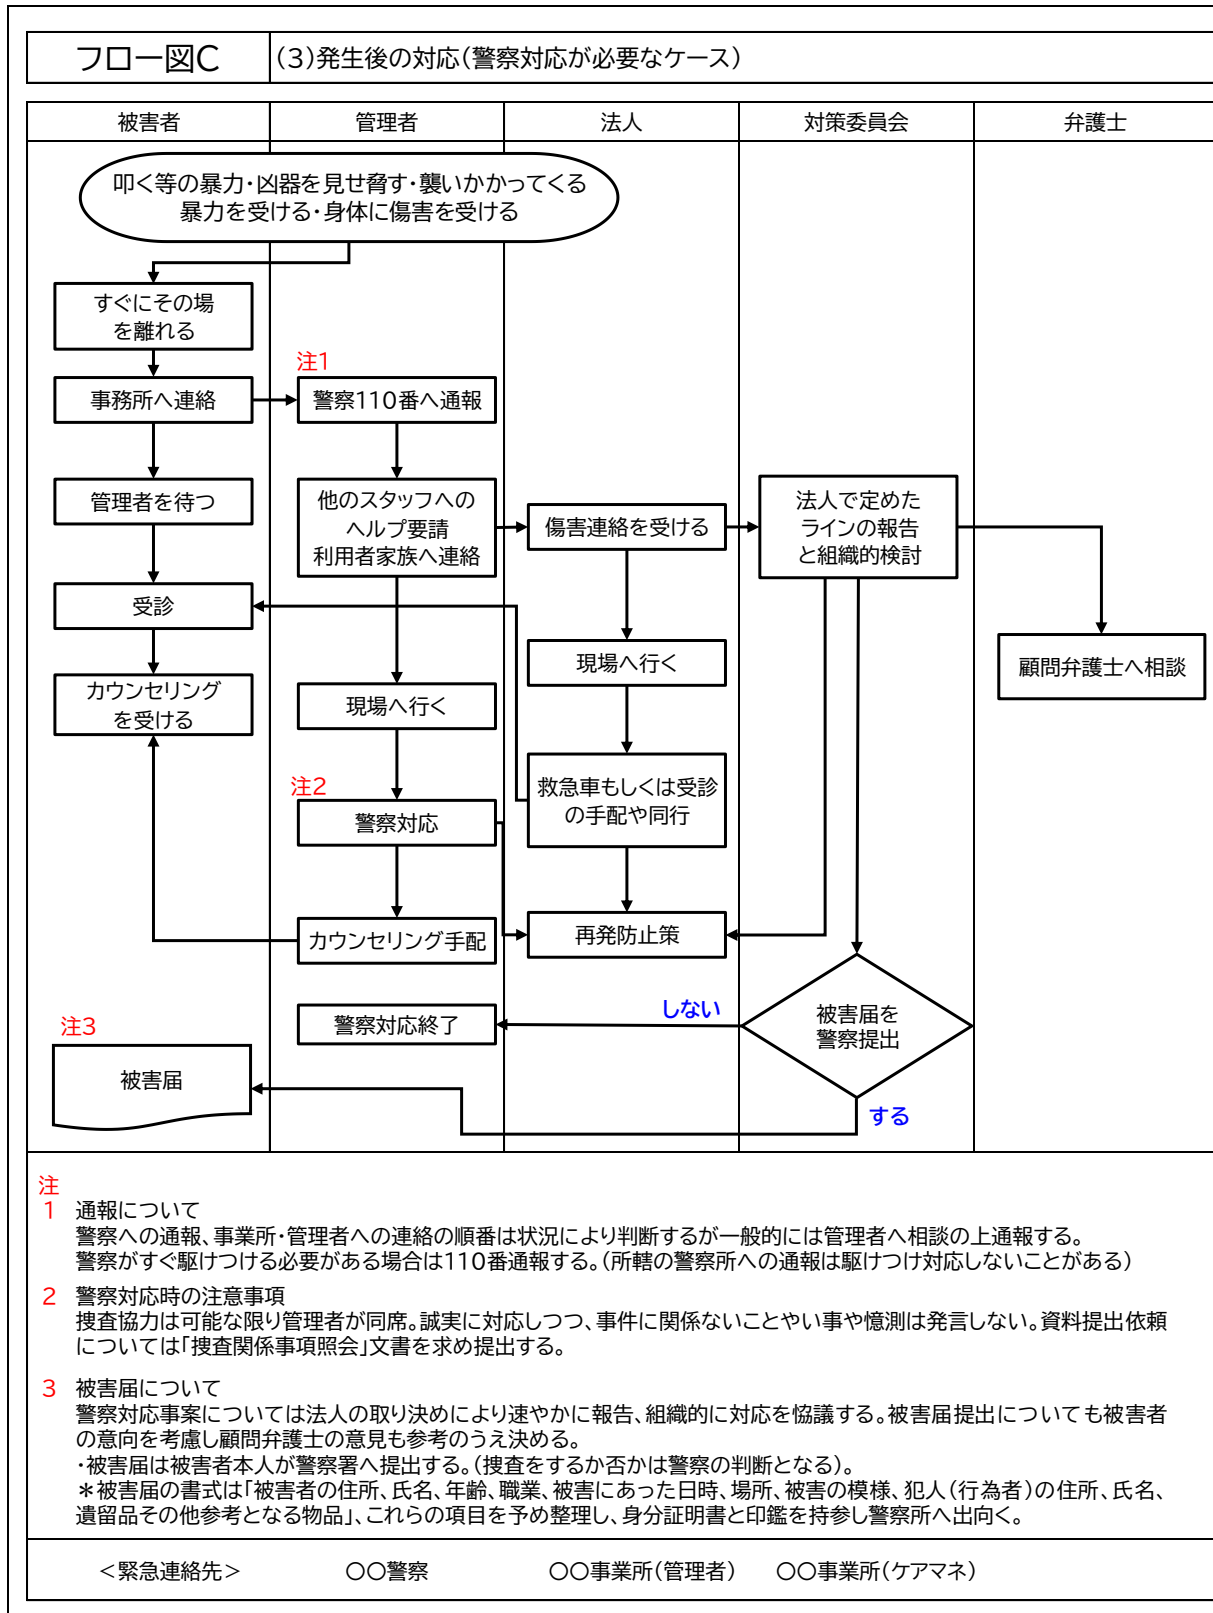 フロー図C
(3)発生後の対応(警察対応が必要なケース)
被害者
管理者
法人
対策委員会
弁護士
叩く等の暴力・凶器を見せ脅す・襲いかかってくる
暴力を受ける・身体に傷害を受ける
すぐにその場
を離れる
注1
事務所へ連絡
警察110番へ通報
管理者を待つ
他のスタッフへの
ヘルプ要請
利用者家族へ連絡
傷害連絡を受ける
法人で定めた
ラインの報告
と組織的検討
受診
現場へ行く
顧問弁護士へ相談
カウンセリング
を受ける
現場へ行く
注2
警察対応
救急車もしくは受診
の手配や同行
カウンセリング手配
再発防止策
しない
警察対応終了
被害届を
警察提出
注3
被害届
する
注
1 通報について
警察への通報、事業所・管理者への連絡の順番は状況により判断するが一般的には管理者へ相談の上通報する。
警察がすぐ駆けつける必要がある場合は110番通報する。(所轄の警察所への通報は駆けつけ対応しないことがある)
2 警察対応時の注意事項
捜査協力は可能な限り管理者が同席。誠実に対応しつつ、事件に関係ないことやい事や憶測は発言しない。資料提出依頼
については「捜査関係事項照会」文書を求め提出する。
3 被害届について
警察対応事案については法人の取り決めにより速やかに報告、組織的に対応を恊議する。被害届提出についても被害者
の意向を考慮し顧問弁護士の意見も参考のうえ決める。
・被害届は被害者本人が警察署へ提出する。(捜査をするか否かは警察の判断となる)。
*被害届の書式は「被害者の住所、氏名、年齢、職業、被害にあった日時、場所、被害の模様、犯人(行為者)の住所、氏名、
遺留品その他参考となる物品」、これらの項目を予め整理し、身分証明書と印鑑を持参し警察所へ出向く。
<緊急連絡先> 〇〇警察 〇〇事業所(管理者) 〇〇事業所(ケアマネ)